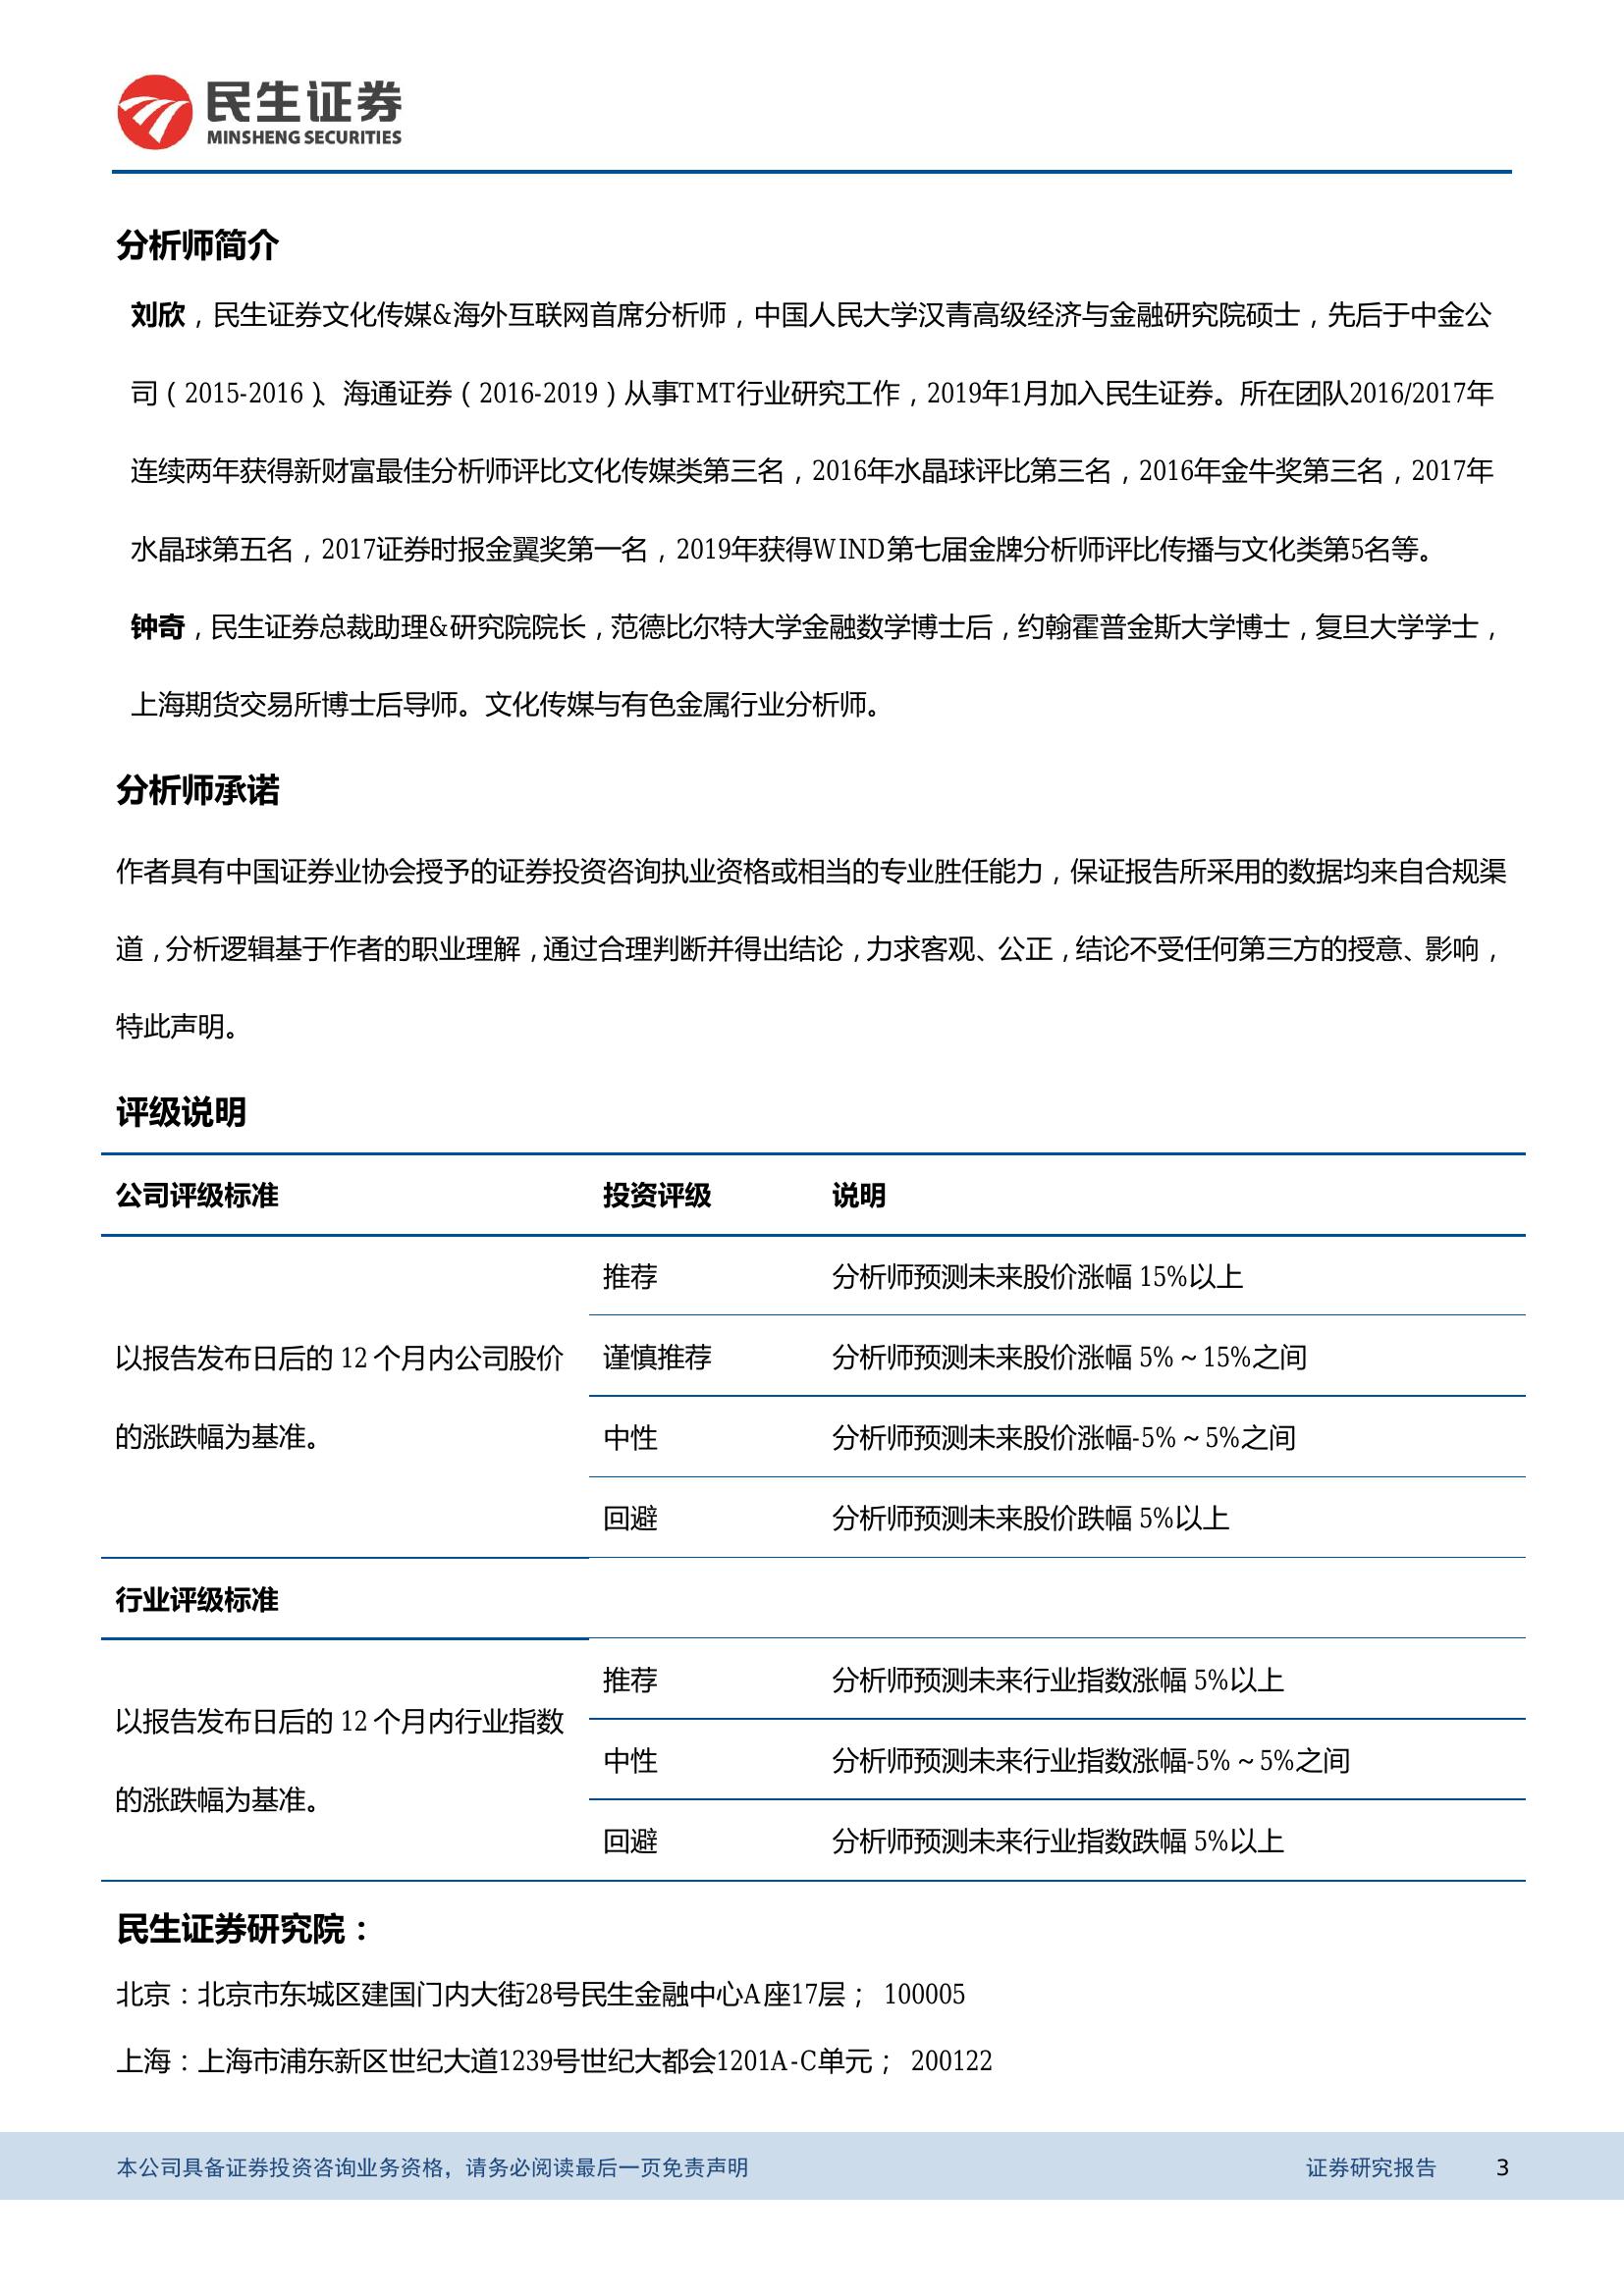 民生证券
MINSHENG SECURITIES
分析师简介
刘欣，民生证券文化传媒&海外互联网首席分析师，中国人民大学汉青高级经济与金融研究院硕士，先后于中金公
司（2015-2016）、海通证券（2016-2019）从事TMT行业研究工作，2019年1月加入民生证券。所在团队2016/2017年
连续两年获得新财富最佳分析师评比文化传媒类第三名，2016年水晶球评比第三名，2016年金牛奖第三名，2017年
水晶球第五名，2017证券时报金翼奖第一名，2019年获得WIND第七届金牌分析师评比传播与文化类第5名等。
钟奇，民生证券总裁助理&研究院院长，范德比尔特大学金融数学博士后，约翰霍普金斯大学博士，复旦大学学士，
上海期货交易所博士后导师。文化传媒与有色金属行业分析师。
分析师承诺
作者具有中国证券业协会授予的证券投资咨询执业资格或相当的专业胜任能力，保证报告所采用的数据均来自合规渠
道，分析逻辑基于作者的职业理解，通过合理判断并得出结论，力求客观、公正，结论不受任何第三方的授意、影响，
特此声明。
评级说明
公司评级标准 投资评级 说明
以报告发布日后的 12 个月内公司股价
的涨跌幅为基准。
推荐 分析师预测未来股价涨幅 15%以上
谨慎推荐 分析师预测未来股价涨幅 5%～15%之间
中性 分析师预测未来股价涨幅-5%～5%之间
回避 分析师预测未来股价跌幅 5%以上
行业评级标准
以报告发布日后的 12 个月内行业指数
的涨跌幅为基准。
推荐 分析师预测未来行业指数涨幅 5%以上
中性 分析师预测未来行业指数涨幅-5%～5%之间
回避 分析师预测未来行业指数跌幅 5%以上
民生证券研究院：
北京：北京市东城区建国门内大街28号民生金融中心A座17层； 100005
上海：上海市浦东新区世纪大道1239号世纪大都会1201A-C单元； 200122
本公司具备证券投资咨询业务资格，请务必阅读最后一页免责声明 证券研究报告 3